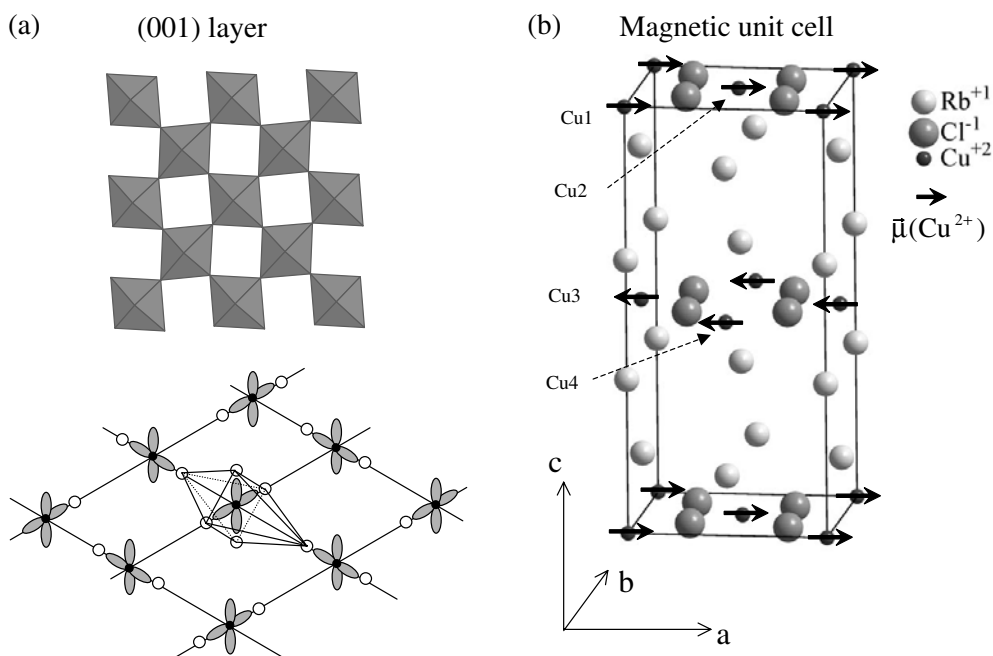 (a)
(001) layer
(b)
Magnetic unit cell
Cu1
Cu2
Cu3
Cu4
Rb+1
Cl-1
Cu+2
μ⃗(Cu2+)
c
b
a